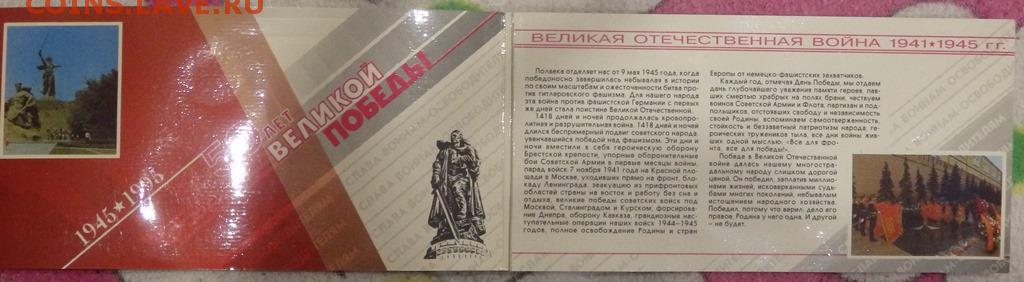 COINS.LAVE.RU
1945★1995
ЛЕТ
ВЕЛИКОЙ
ПОБЕДЫ
ВЕЛИКАЯ ОТЕЧЕСТВЕННАЯ ВОЙНА 1941★1945 гг.
Полвека отделяет нас от 9 мая 1945 года, когда
победоносно завершилась небывалая в истории
по своим масштабам и ожесточенности битва про-
тив гитлеровского фашизма. Для нашего народа
эта война против фашистской Германии с первых
же дней стала поистине Великой Отечественной.
1418 дней и ночей продолжалась кровопро-
литная и разрушительная война. 1418 дней и ночей
длился беспримерный подвиг советского народа,
увенчавшийся победой над фашизмом. Эти дни и
ночи вместили в себя героическую оборону
Брестской крепости, упорные оборонительные
бои Советской Армии в первые месяцы войны,
парад войск 7 ноября 1941 года на Красной площа-
ди в Москве, уходивших прямо на фронт, бло-
каду Ленинграда, эвакуацию из прифронтовых
областей страны на восток и работу без сна и
отдыха, великие победы советских войск под
Москвой, Сталинградом и Курском, форсирова-
ние Днепра, оборону Кавказа, грандиозные нас-
тупательные операции наших войск 1944–1945
годов, полное освобождение Родины и стран
Европы от немецко-фашистских захватчиков.
Каждый год, отмечая День Победы, мы отдаем
дань глубочайшего уважения памяти героев, пав-
ших смертью храбрых на полях брани, чествуем
воинов Советской Армии и Флота, партизан и под-
польщиков, отстоявших свободу и независимость
своей Родины, вспоминаем самоотверженность,
стойкость и беззаветный патриотизм народа, ге-
роических тружеников тыла, все дни войны жив-
ших одной мыслью: «Все для фро-
нта, все для победы!».
Победа в Великой Отечественной
войне далась нашему многостра-
дальному народу слишком дорогой
ценой. Он победил, заплатив миллио-
нами жизней, исковерканными судь-
бами многих поколений, небывалым
истощением народного хозяйства.
Победил, потому что верил: дело его
правое, Родина у него одна. И другой
– не будет.